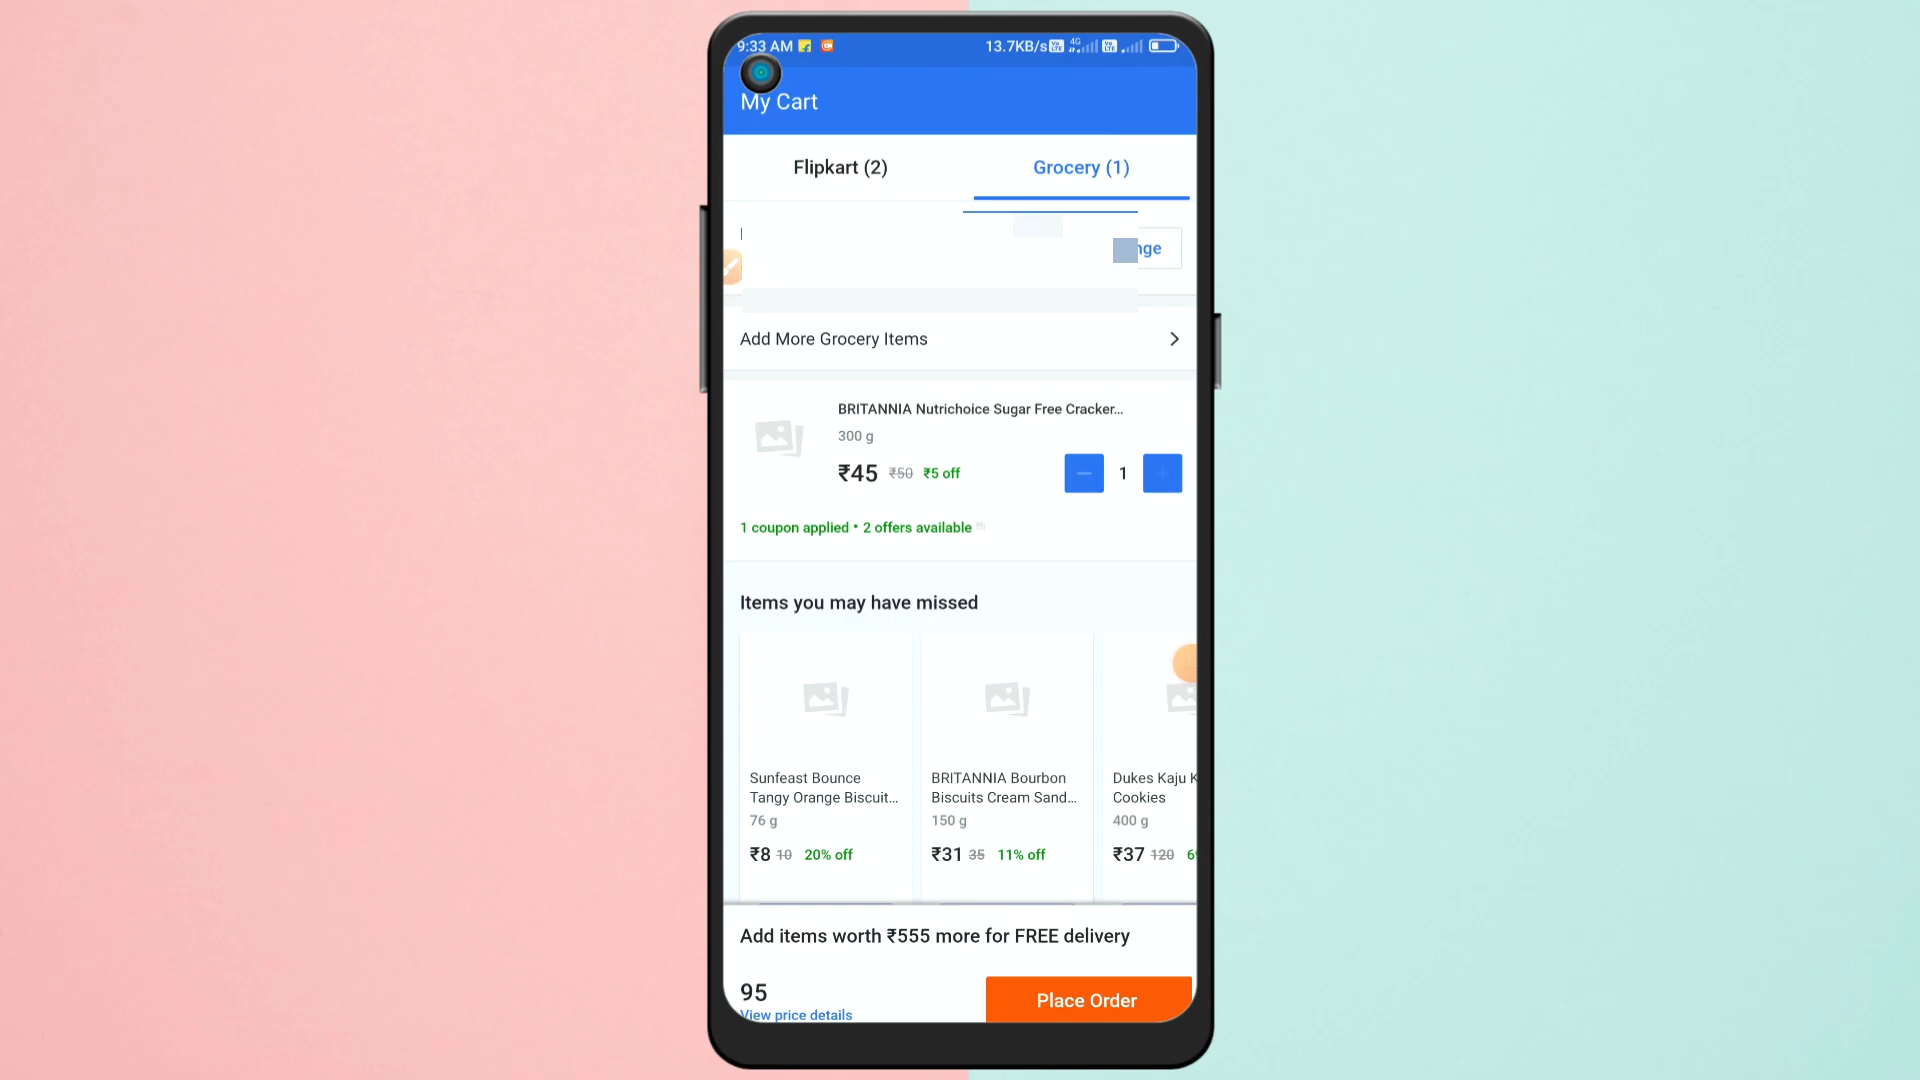 9:33 AM 13.7KB/s 4G
My Cart
Flipkart (2) Grocery (1)
nge
Add More Grocery Items
BRITANNIA Nutrichoice Sugar Free Cracker...
300 g
₹45 ₹50 ₹5 off 1
1 coupon applied • 2 offers available
Items you may have missed
Sunfeast Bounce
Tangy Orange Biscuit...
76 g
₹8 10 20% off
BRITANNIA Bourbon
Biscuits Cream Sand...
150 g
₹31 35 11% off
Dukes Kaju K
Cookies
400 g
₹37 120
Add items worth ₹555 more for FREE delivery
95
View price details
Place Order